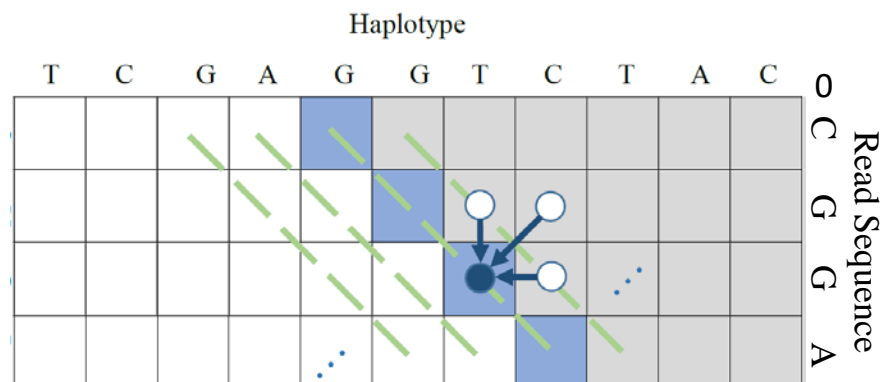 Haplotype
T C G A G G T C T A C
0
C G G A
Read Sequence